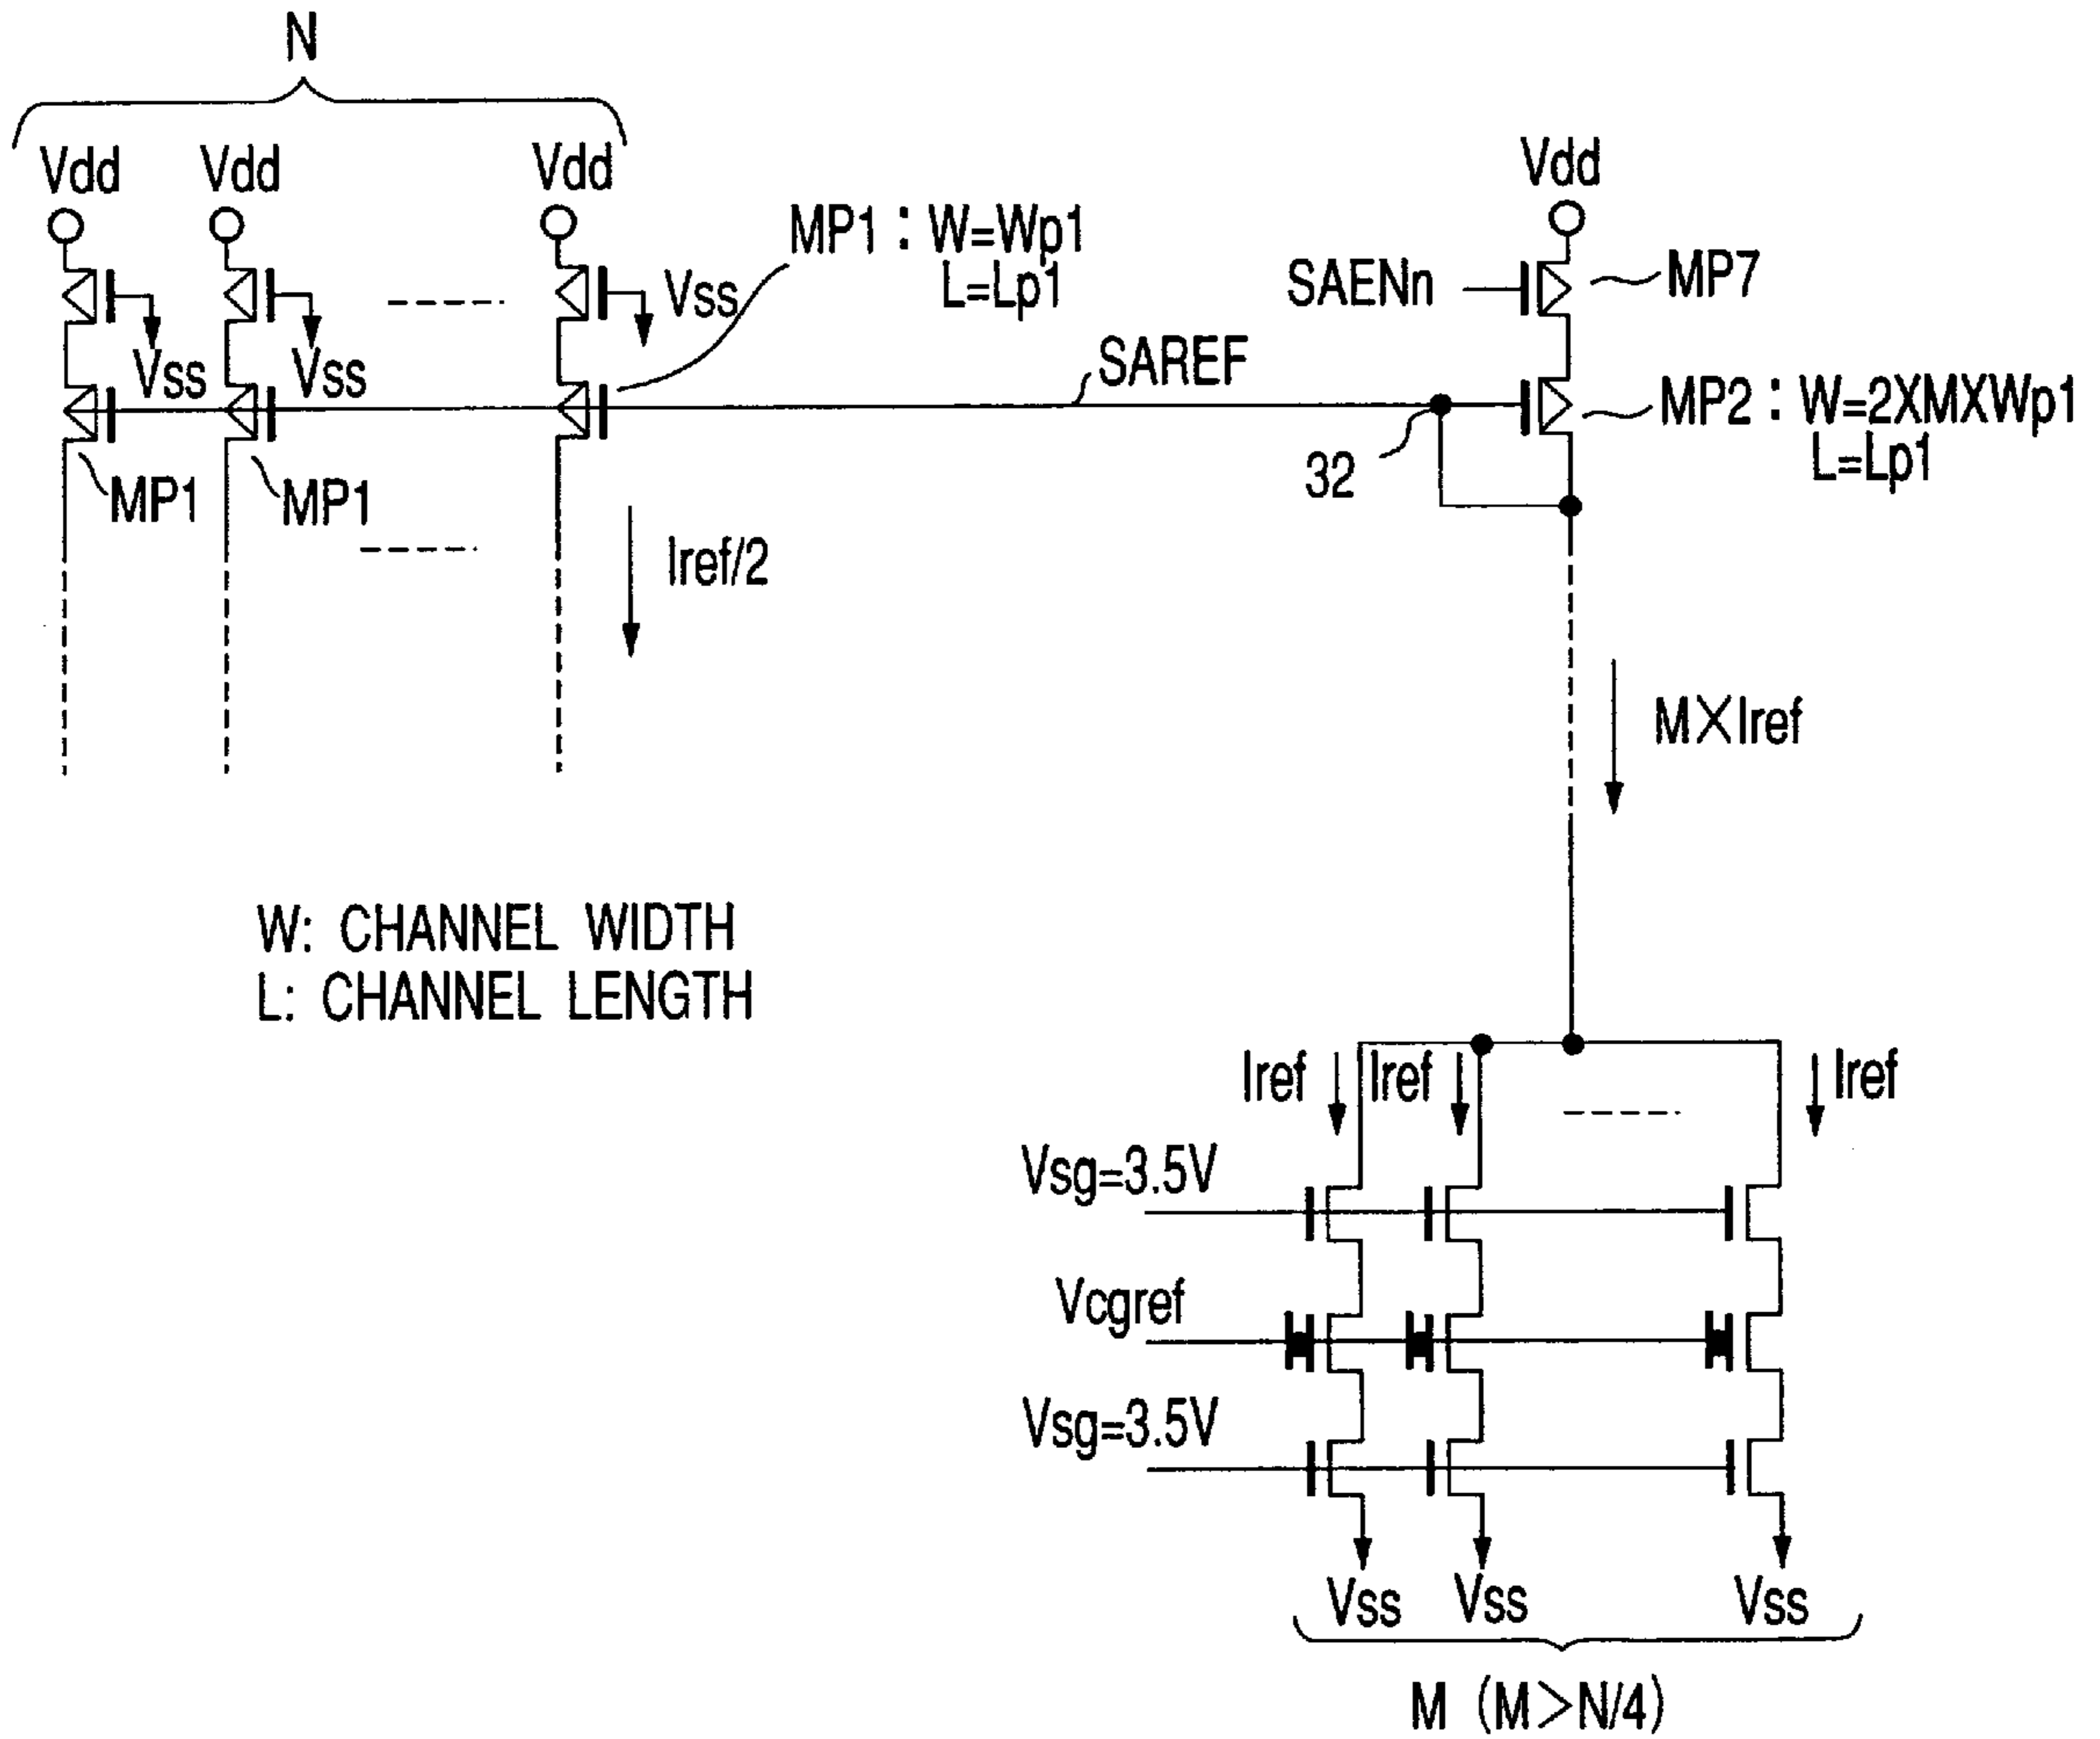 N
Vdd Vdd Vdd Vdd
MP1 : W=Wp1
L=Lp1
SAENn
MP7
Vss
Vss Vss
SAREF
MP2 : W=2XMXWp1
L=Lp1
32
MP1 MP1
Iref/2
M×Iref
W: CHANNEL WIDTH
L: CHANNEL LENGTH
Iref Iref Iref
Vsg=3.5V
Vcgref
Vsg=3.5V
Vss Vss Vss
M (M>N/4)